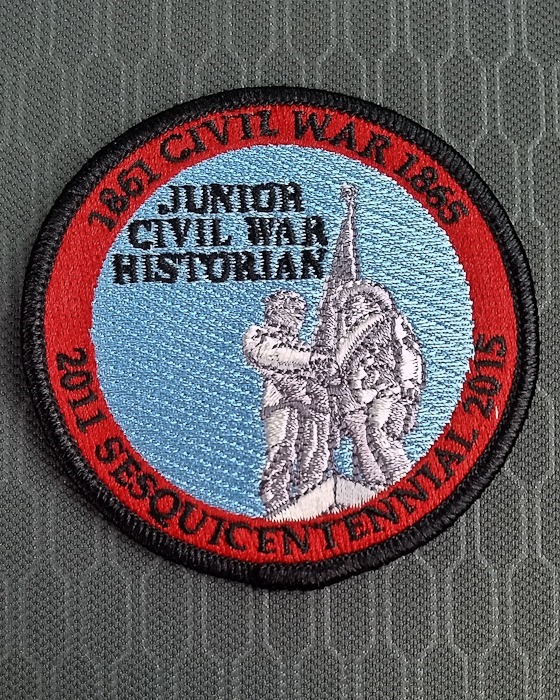 1861 CIVIL WAR 1865
JUNIOR
CIVIL WAR
HISTORIAN
2011 SESQUICENTENNIAL 2015